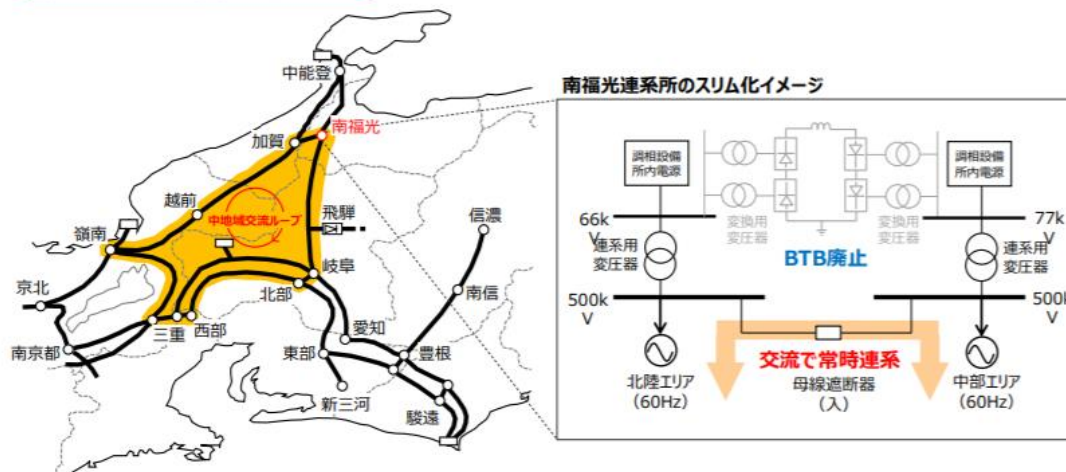 中能登
南福光
加賀
越前
中地域交流ループ
飛騨
信濃
嶺南
岐阜
京北
北部
南信
三重
西部
愛知
南京都
東部
豊根
新三河
駿遠
南福光連系所のスリム化イメージ
調相設備
所内電源
調相設備
所内電源
66k
V
変換用
変圧器
変換用
変圧器
77k
V
連系用
変圧器
BTB廃止
連系用
変圧器
500k
V
500k
V
交流で常時連系
北陸エリア
(60Hz)
母線遮断器
(入)
中部エリア
(60Hz)